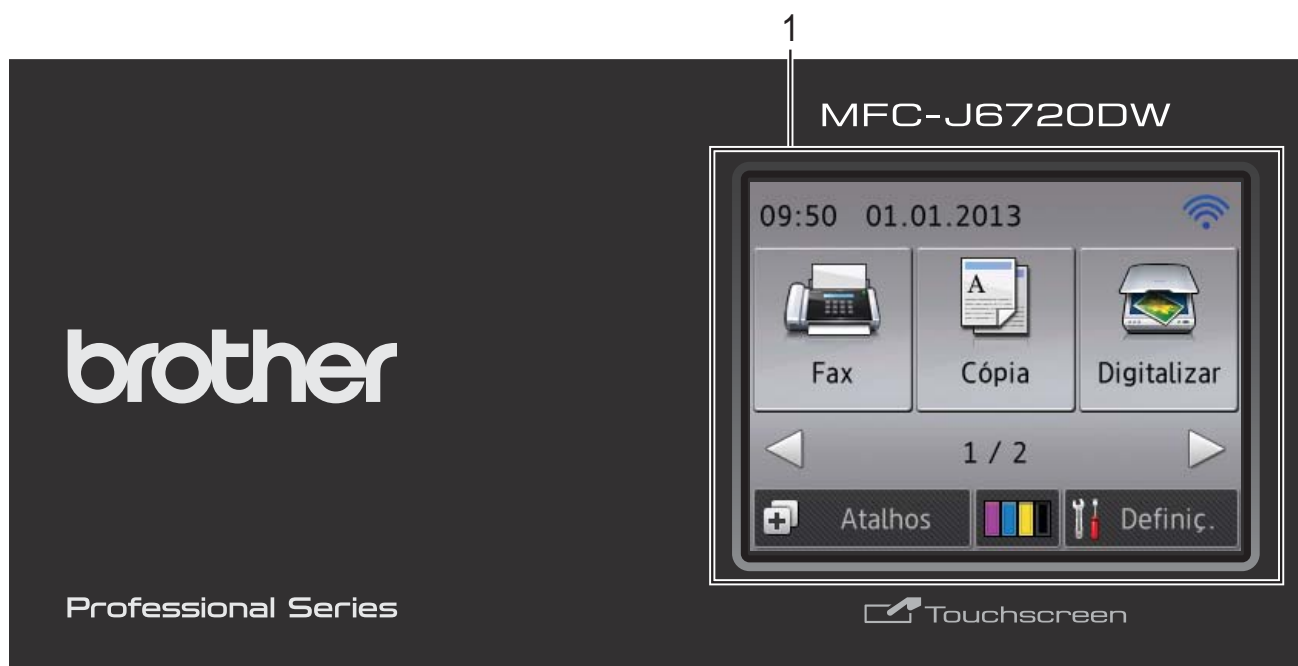 1
MFC-J6720DW
09:50 01.01.2013
A
Fax Cópia Digitalizar
brother
1 / 2
Atalhos Definiç.
Professional Series Touchscreen